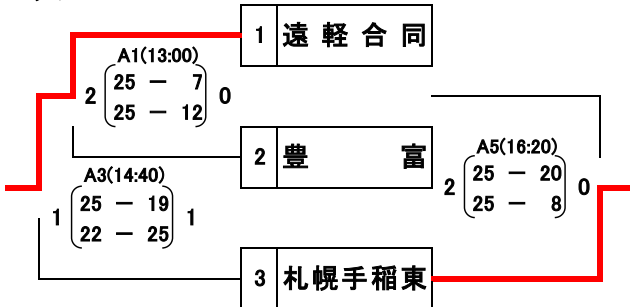 1 遠軽合同
A1(13:00)
2 25 － 7 0
25 － 12
2 豊富
A5(16:20)
2 25 － 20 0
25 － 8
A3(14:40)
1 25 － 19 1
22 － 25
3 札幌手稲東